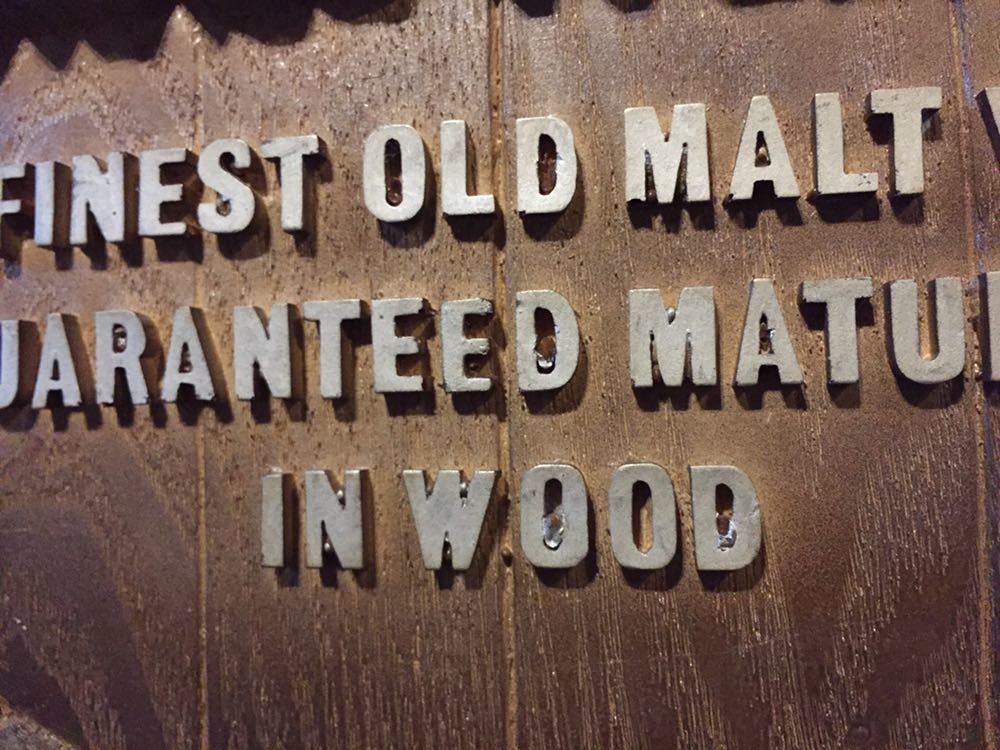 FINEST OLD MALT
UARANTEED MATU
IN WOOD